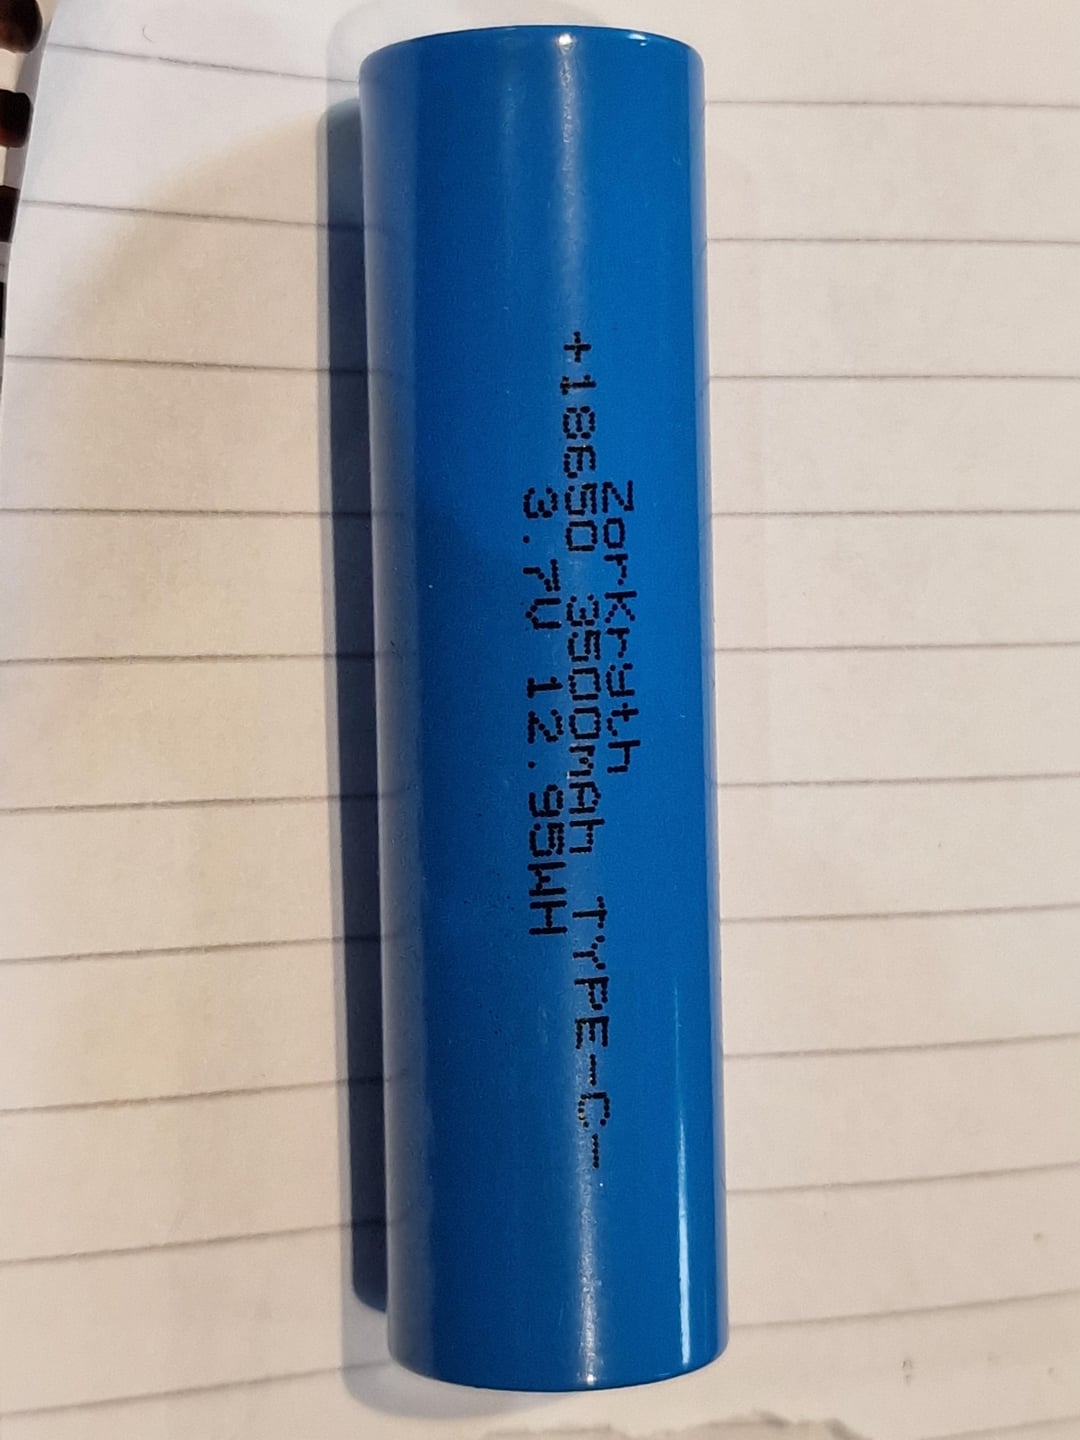 Zorkryth
+18650 3500mAh TYPE-C-
3.7V 12.95WH